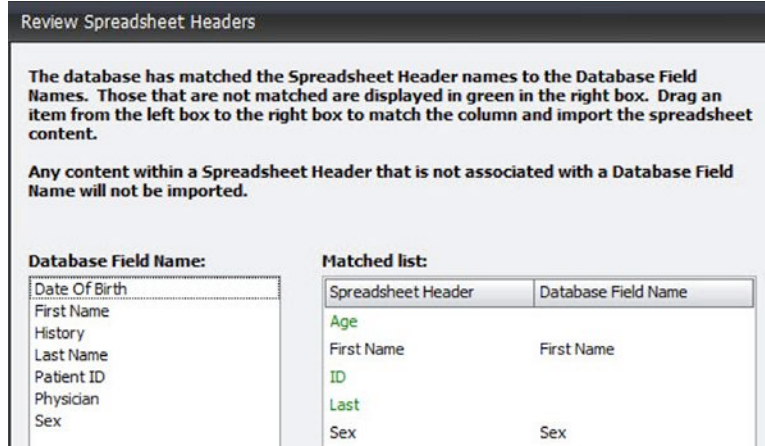 Review Spreadsheet Headers
The database has matched the Spreadsheet Header names to the Database Field
Names. Those that are not matched are displayed in green in the right box. Drag an
item from the left box to the right box to match the column and import the spreadsheet
content.
Any content within a Spreadsheet Header that is not associated with a Database Field
Name will not be imported.
Database Field Name:
Date Of Birth
First Name
History
Last Name
Patient ID
Physician
Sex
Matched list:
Spreadsheet Header Database Field Name
Age
First Name First Name
ID
Last
Sex Sex